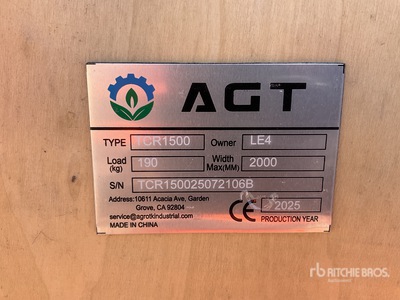 AGT
TYPE TCR1500 Owner LE4
Load (kg) 190 Width Max(MM) 2000
S/N TCR150025072106B
Address:10611 Acacia Ave, Garden
Grove, CA 92804
service@agrotkindustrial.com
MADE IN CHINA
CE 2025
PRODUCTION YEAR
rb RITCHIE BROS.